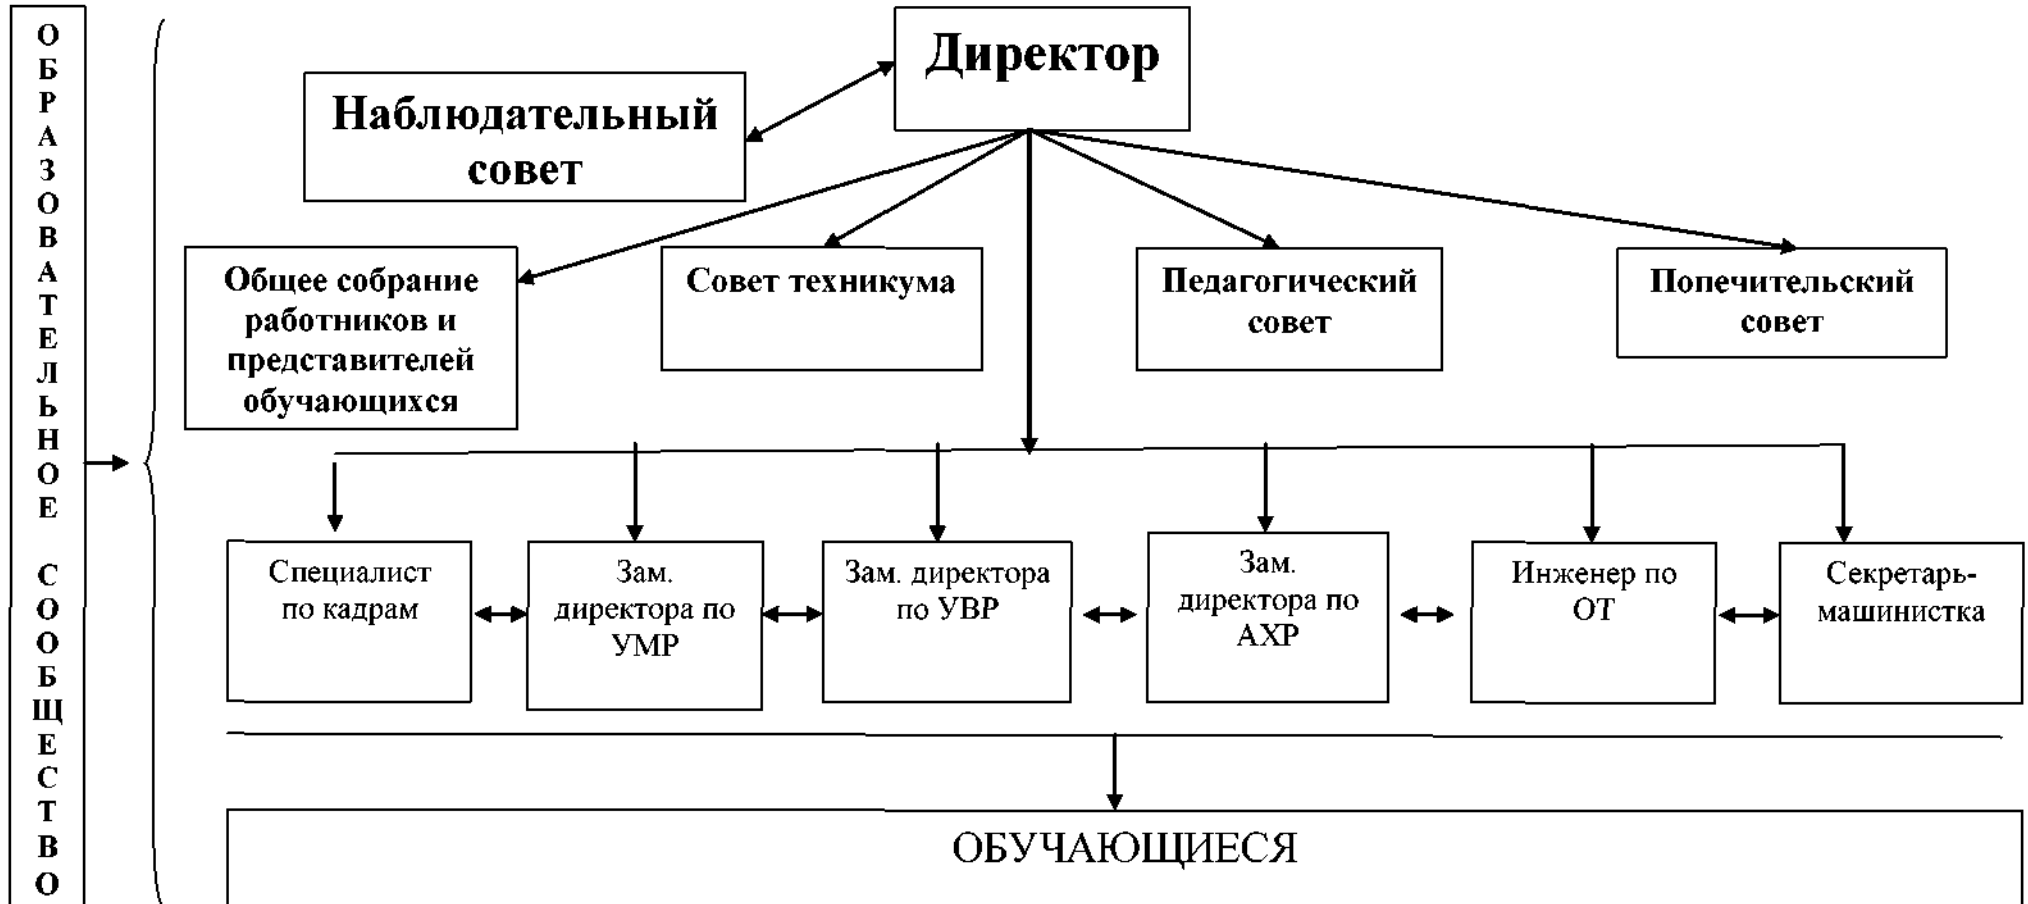 ОБРАЗОВАТЕЛЬНОЕ СООБЩЕСТВО
Директор
Наблюдательный
совет
Общее собрание
работников и
представителей
обучающихся
Совет техникума
Педагогический
совет
Попечительский
совет
Специалист
по кадрам
Зам.
директора по
УМР
Зам. директора
по УВР
Зам.
директора по
АХР
Инженер по
ОТ
Секретарь-
машинистка
ОБУЧАЮЩИЕСЯ